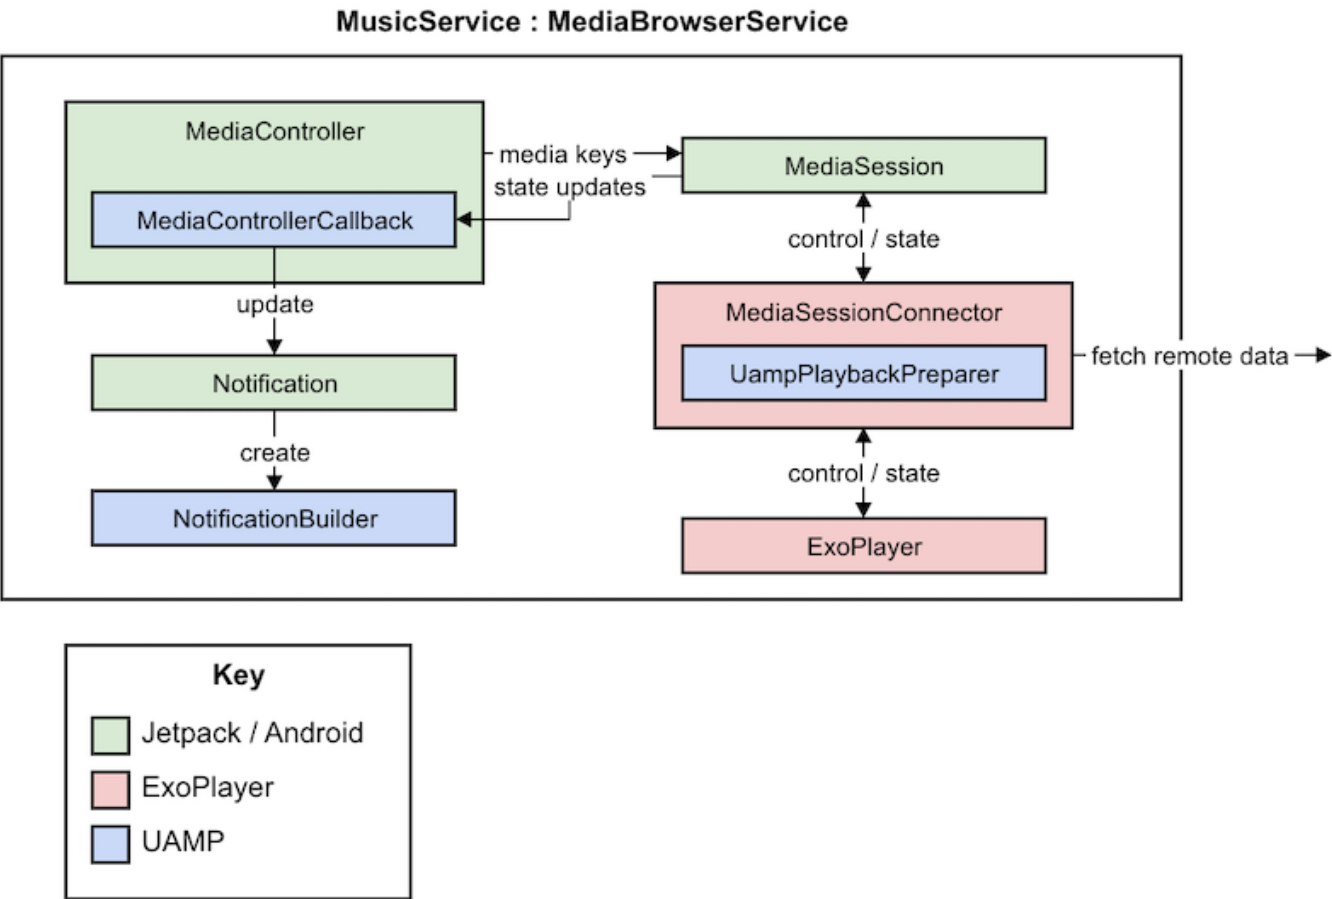 MusicService : MediaBrowserService
MediaController
media keys
MediaSession
state updates
MediaControllerCallback
control / state
update
MediaSessionConnector
fetch remote data
UampPlaybackPreparer
Notification
create
control / state
NotificationBuilder
ExoPlayer
Key
Jetpack / Android
ExoPlayer
UAMP